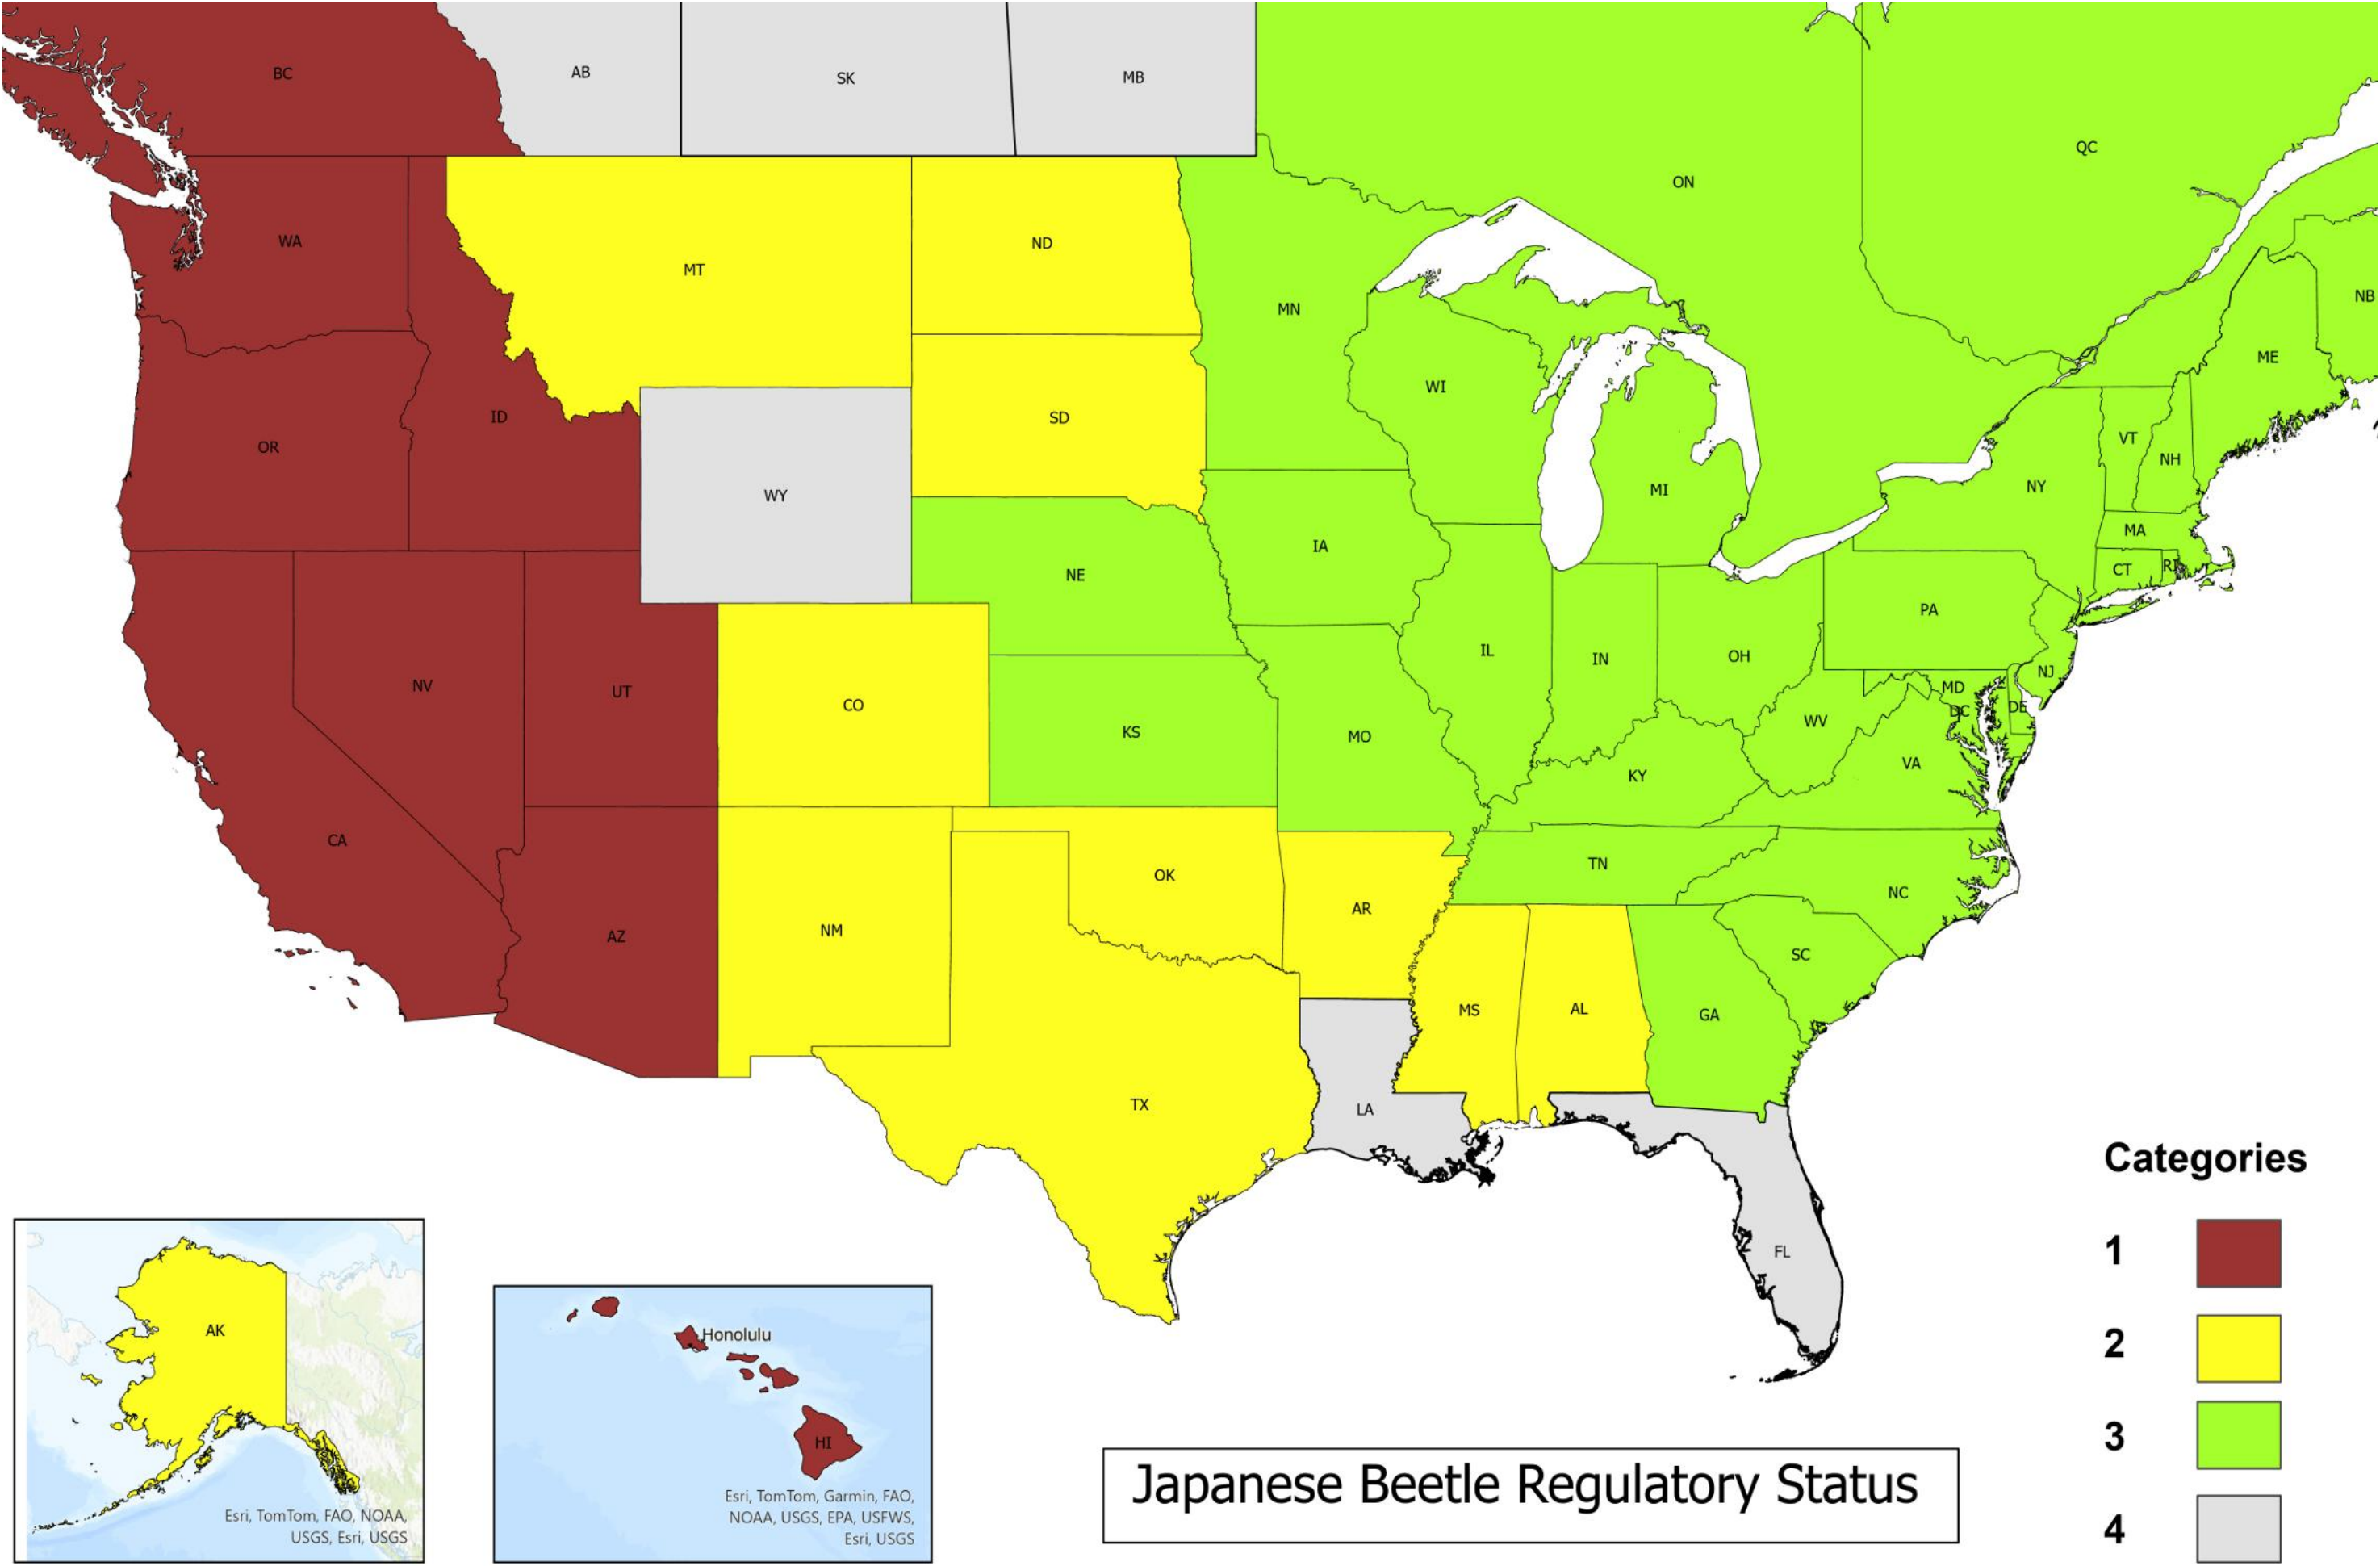 BC
AB
SK
MB
ON
QC
NB
WA
MT
ND
MN
ME
OR
ID
SD
WI
VT
NH
WY
MI
NY
MA
IA
CT
RI
NE
PA
NV
UT
CO
KS
MO
IL
IN
OH
NJ
MD
DC
DE
WV
VA
KY
CA
AZ
NM
OK
AR
TN
NC
SC
TX
LA
MS
AL
GA
FL
Categories
1
2
3
4
AK
Esri, TomTom, FAO, NOAA,
USGS, Esri, USGS
Honolulu
HI
Esri, TomTom, Garmin, FAO,
NOAA, USGS, EPA, USFWS,
Esri, USGS
Japanese Beetle Regulatory Status